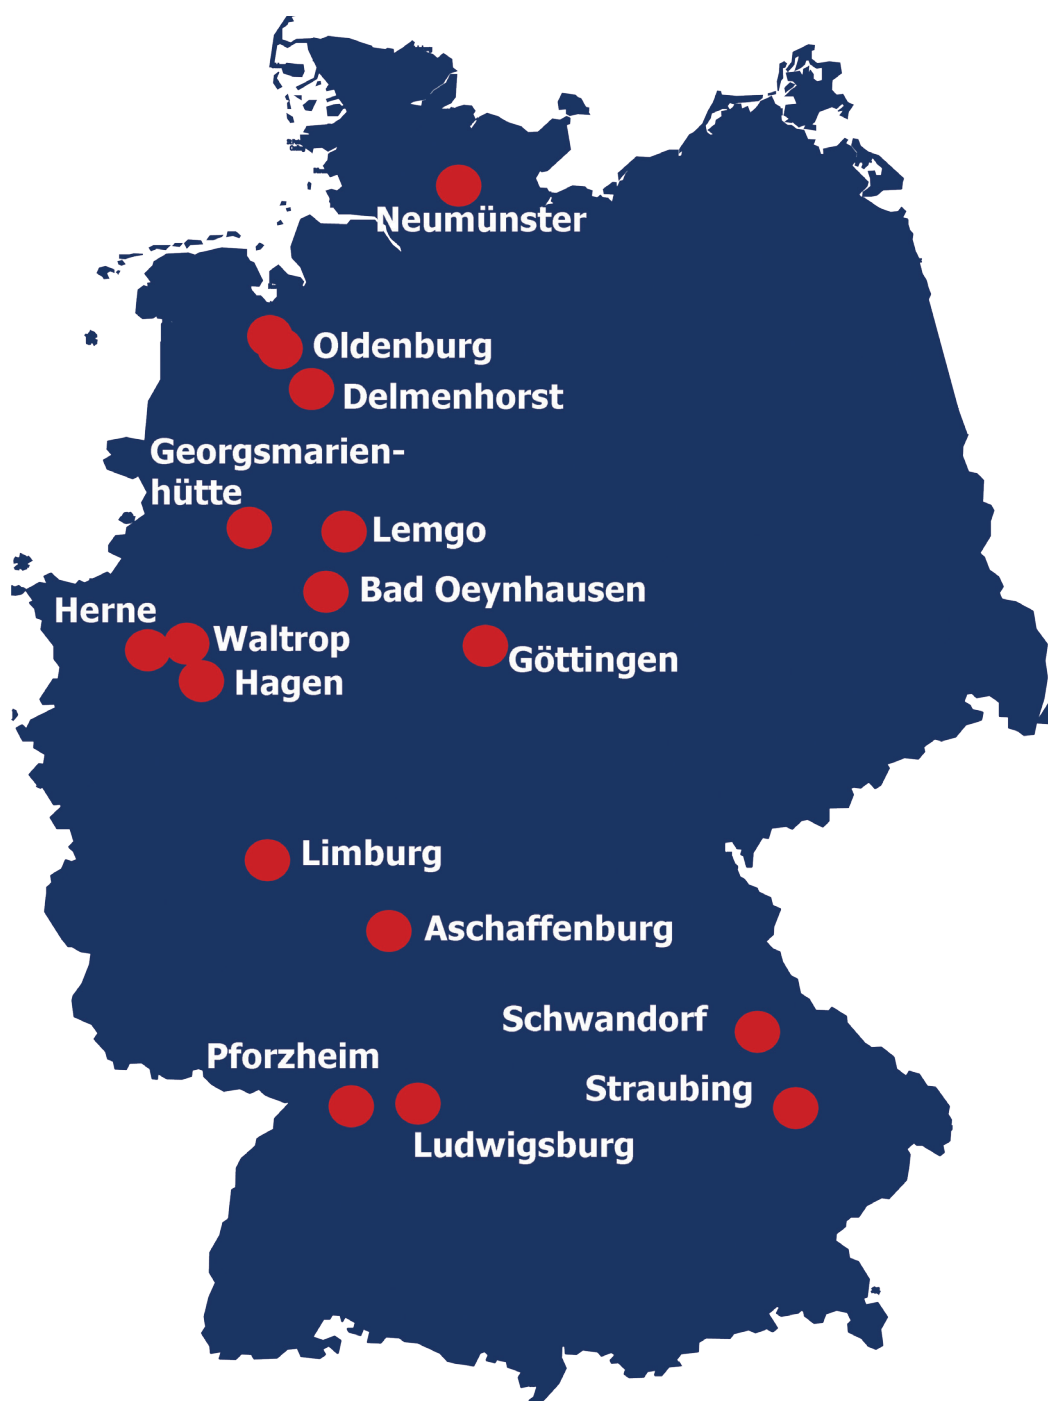 Neumünster
Oldenburg
Delmenhorst
Georgsmarien-
hütte
Lemgo
Bad Oeynhausen
Herne
Waltrop
Göttingen
Hagen
Limburg
Aschaffenburg
Schwandorf
Pforzheim
Straubing
Ludwigsburg